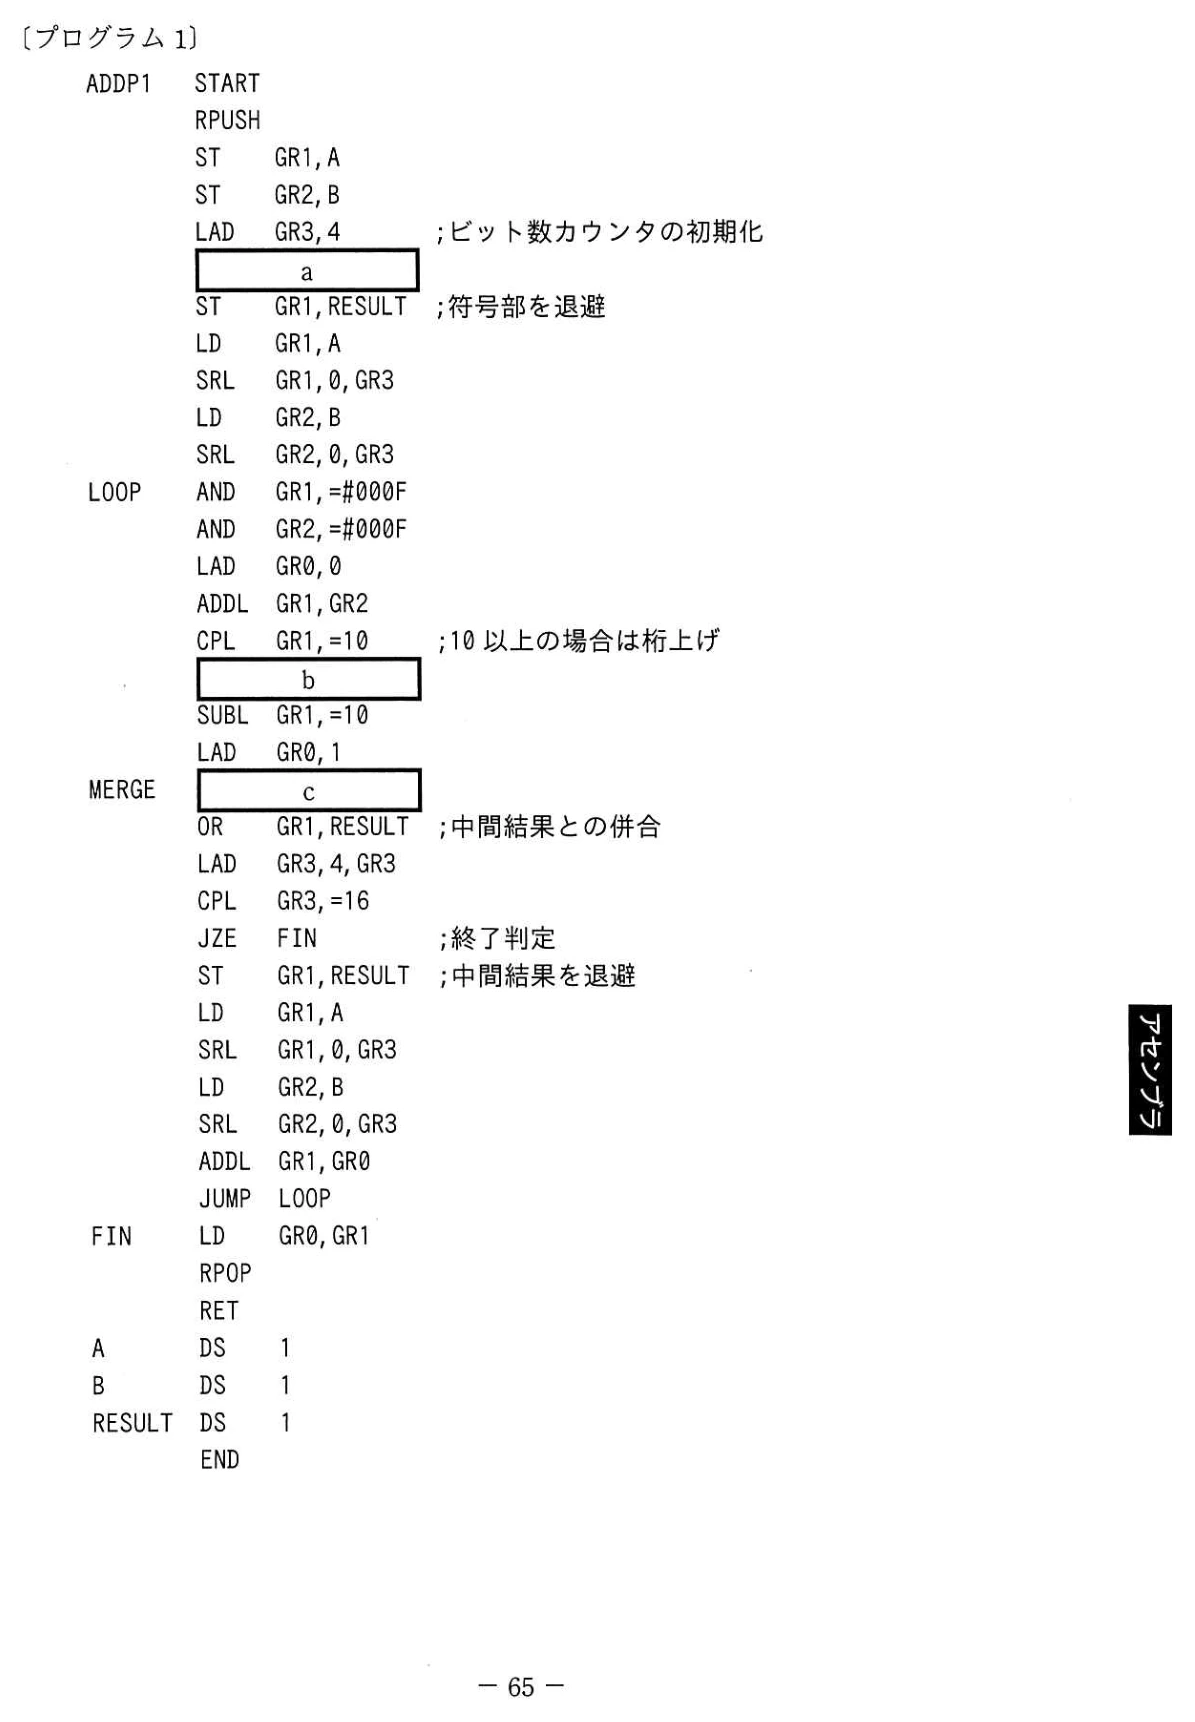 〔プログラム 1〕
ADDP1 START
RPUSH
ST GR1,A
ST GR2,B
LAD GR3,4 ;ビット数カウンタの初期化
a
ST GR1,RESULT ;符号部を退避
LD GR1,A
SRL GR1,0,GR3
LD GR2,B
SRL GR2,0,GR3
LOOP AND GR1,=#000F
AND GR2,=#000F
LAD GR0,0
ADDL GR1,GR2
CPL GR1,=10 ;10 以上の場合は桁上げ
b
SUBL GR1,=10
LAD GR0,1
MERGE c
OR GR1,RESULT ;中間結果との併合
LAD GR3,4,GR3
CPL GR3,=16
JZE FIN ;終了判定
ST GR1,RESULT ;中間結果を退避
LD GR1,A
SRL GR1,0,GR3
LD GR2,B
SRL GR2,0,GR3
ADDL GR1,GR0
JUMP LOOP
FIN LD GR0,GR1
RPOP
RET
A DS 1
B DS 1
RESULT DS 1
END
アセンブラ
− 65 −